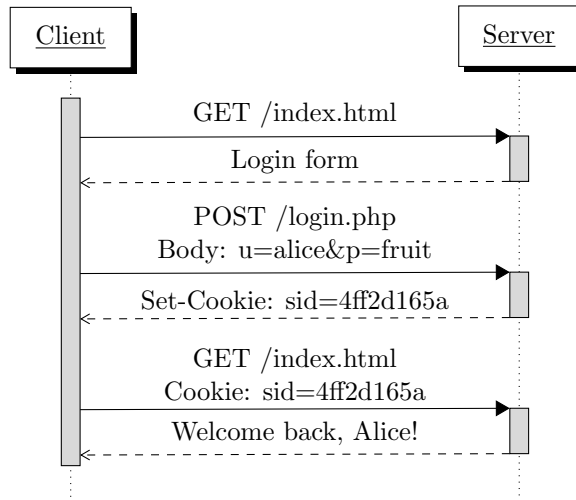 Client
Server
GET /index.html
Login form
POST /login.php
Body: u=alice&p=fruit
Set-Cookie: sid=4ff2d165a
GET /index.html
Cookie: sid=4ff2d165a
Welcome back, Alice!